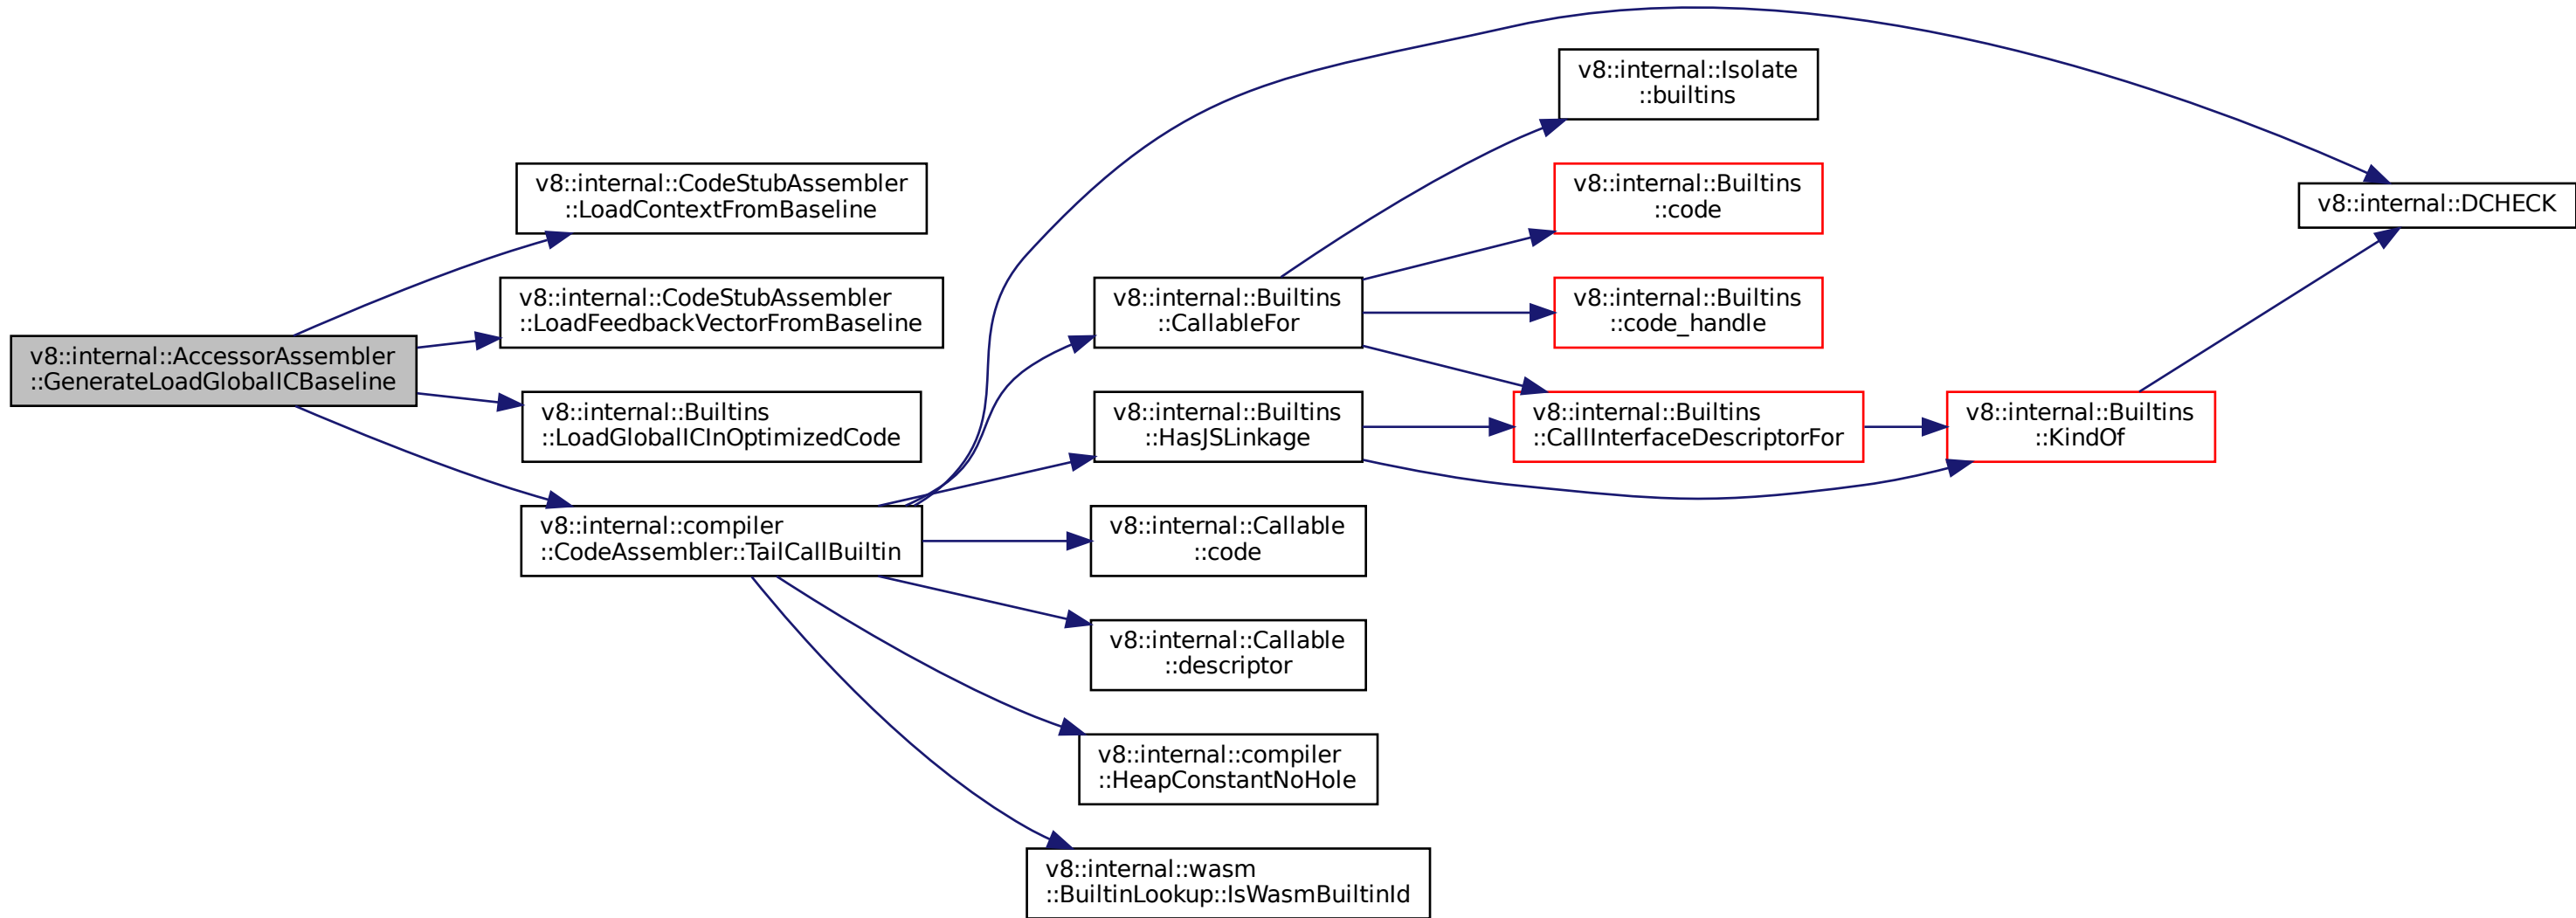 v8::internal::AccessorAssembler
::GenerateLoadGlobalICBaseline
v8::internal::CodeStubAssembler
::LoadContextFromBaseline
v8::internal::CodeStubAssembler
::LoadFeedbackVectorFromBaseline
v8::internal::Builtins
::LoadGlobalICInOptimizedCode
v8::internal::compiler
::CodeAssembler::TailCallBuiltin
v8::internal::Builtins
::CallableFor
v8::internal::Builtins
::HasJSLinkage
v8::internal::Callable
::code
v8::internal::Callable
::descriptor
v8::internal::compiler
::HeapConstantNoHole
v8::internal::wasm
::BuiltinLookup::IsWasmBuiltinId
v8::internal::Isolate
::builtins
v8::internal::Builtins
::code
v8::internal::Builtins
::code_handle
v8::internal::Builtins
::CallInterfaceDescriptorFor
v8::internal::Builtins
::KindOf
v8::internal::DCHECK